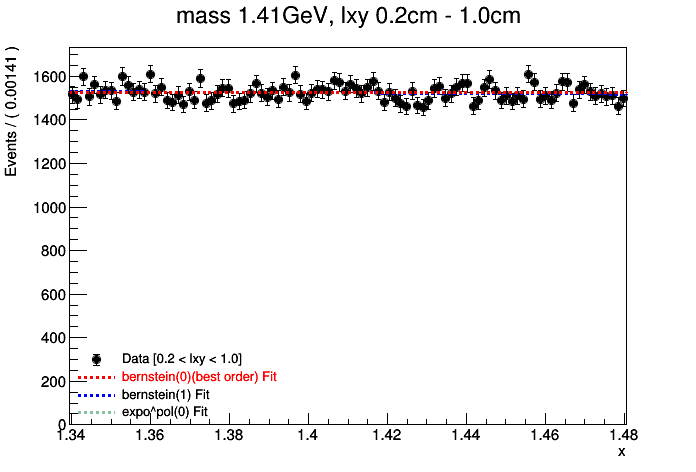 mass 1.41GeV, lxy 0.2cm - 1.0cm
Events / ( 0.00141 )
1600
1400
1200
1000
800
600
400
200
0
Data [0.2 < lxy < 1.0]
bernstein(0)(best order) Fit
bernstein(1) Fit
expo^pol(0) Fit
1.34 1.36 1.38 1.4 1.42 1.44 1.46 1.48
x